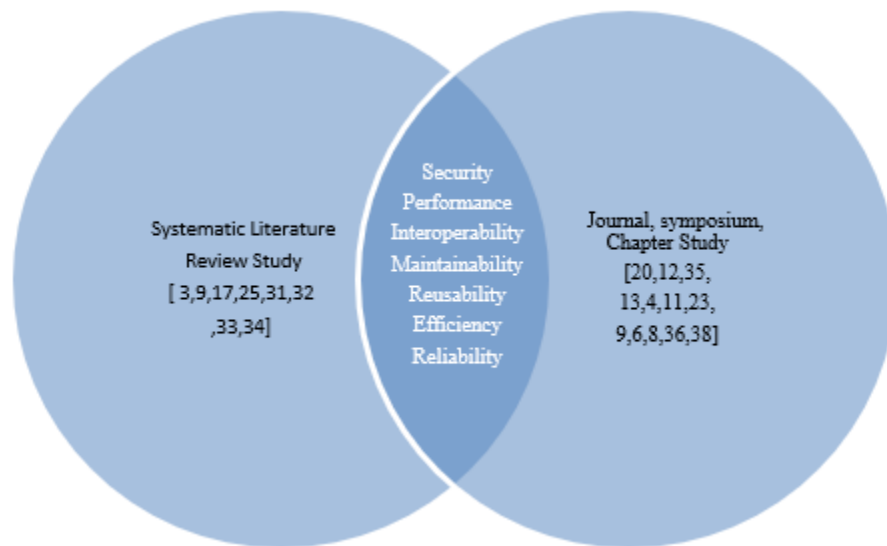 Systematic Literature
Review Study
[ 3,9,17,25,31,32
,33,34]
Security
Performance
Interoperability
Maintainability
Reusability
Efficiency
Reliability
Journal, symposium,
Chapter Study
[20,12,35,
13,4,11,23,
9,6,8,36,38]